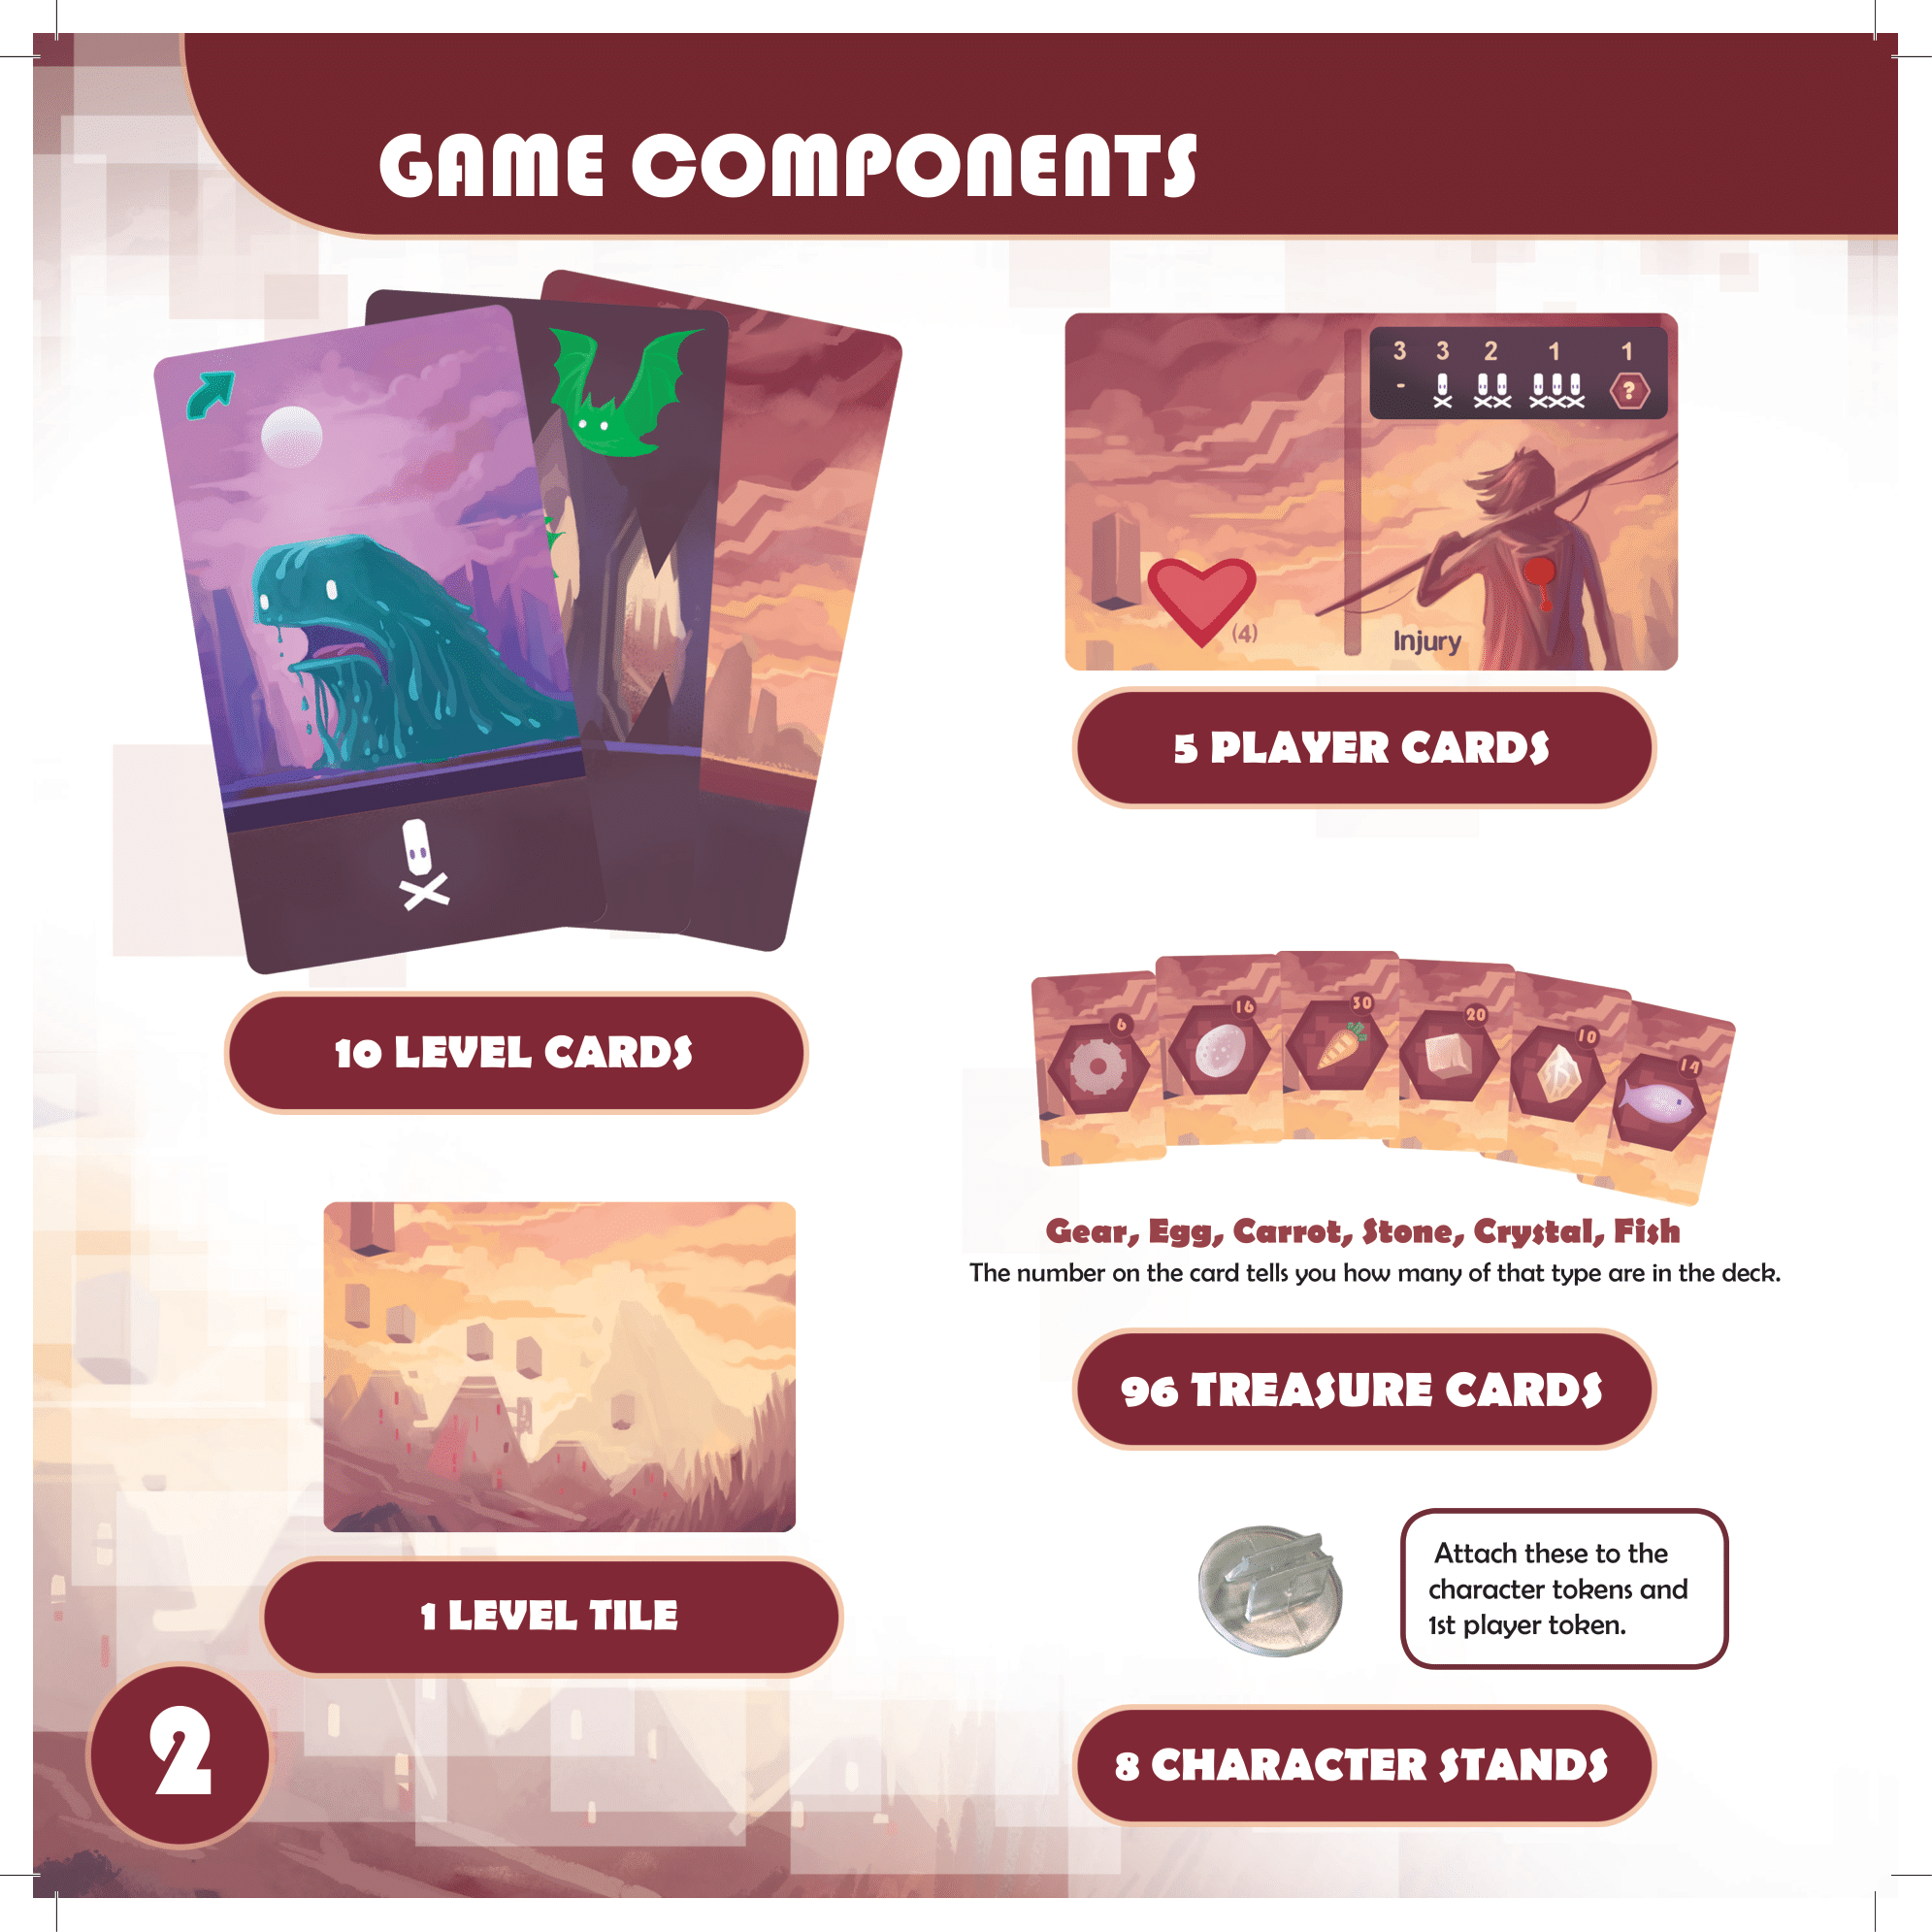 GAME COMPONENTS
10 LEVEL CARDS
1 LEVEL TILE
2
3 3 2 1 1
- ?
(4)
Injury
5 PLAYER CARDS
6 16 30 20 10 14
Gear, Egg, Carrot, Stone, Crystal, Fish
The number on the card tells you how many of that type are in the deck.
96 TREASURE CARDS
Attach these to the
character tokens and
1st player token.
8 CHARACTER STANDS